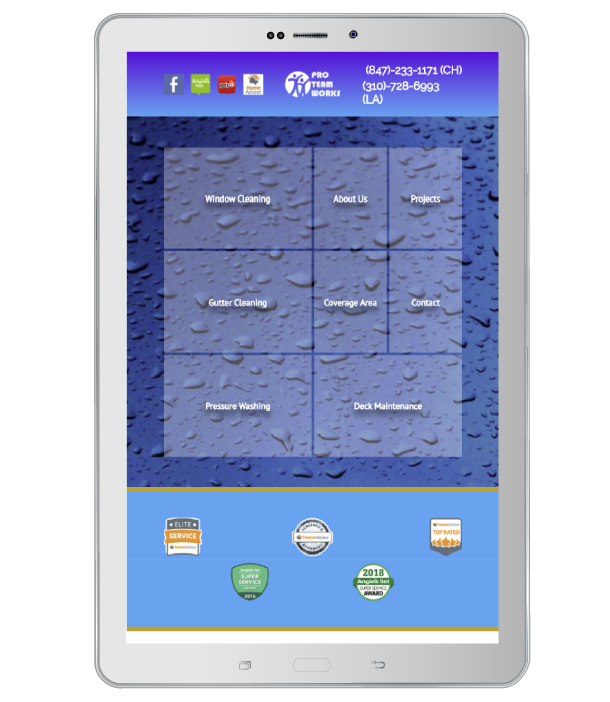 Angie's list
yelp
Home
Advisor
PRO
TEAM
WORKS
(847)-233-1171 (CH)
(310)-728-6993
(LA)
Window Cleaning
About Us
Projects
Gutter Cleaning
Coverage Area
Contact
Pressure Washing
Deck Maintenance
ELITE
SERVICE
HomeAdvisor
HomeAdvisor
HomeAdvisor
TOP RATED
Angie's list
SUPER
SERVICE
2016
2018
Angie's list
SUPER SERVICE
AWARD